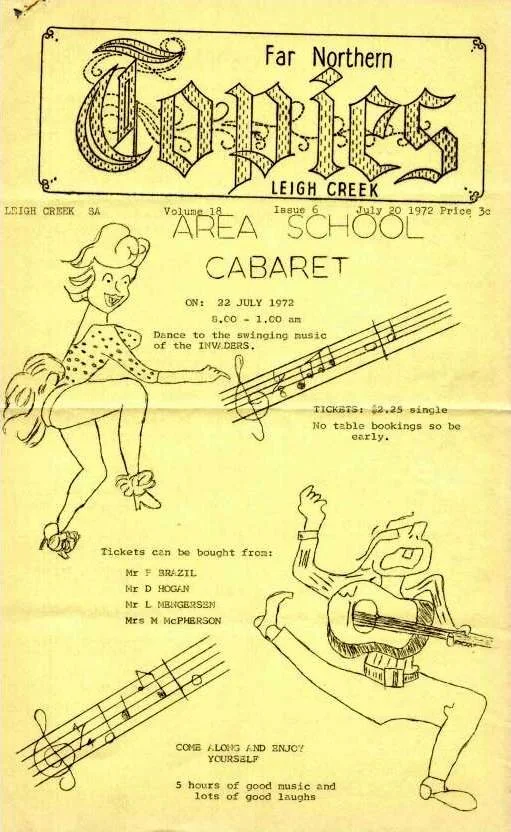 Far Northern
Topics
LEIGH CREEK
LEIGH CREEK SA Volume 18 Issue 6 July 20 1972 Price 3c
AREA SCHOOL
CABARET
ON: 22 JULY 1972
8.00 - 1.00 am
Dance to the swinging music
of the INVADERS.
TICKETS: $2.25 single
No table bookings so be
early.
Tickets can be bought from:
Mr F BRAZIL
Mr D HOGAN
Mr L MENGERSEN
Mrs M McPHERSON
COME ALONG AND ENJOY
YOURSELF
5 hours of good music and
lots of good laughs